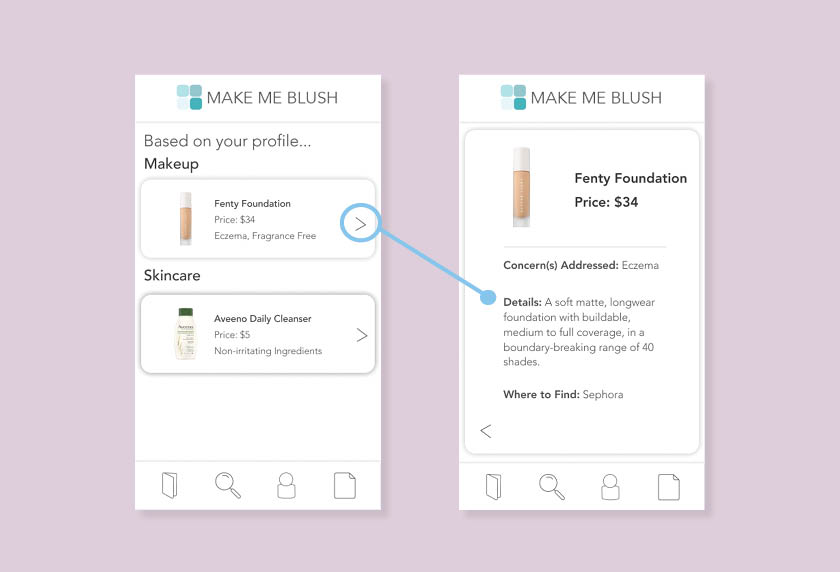 MAKE ME BLUSH
Based on your profile...
Makeup
Fenty Foundation
Price: $34
Eczema, Fragrance Free
Skincare
Aveeno Daily Cleanser
Price: $5
Non-irritating Ingredients
MAKE ME BLUSH
Fenty Foundation
Price: $34
Concern(s) Addressed: Eczema
Details: A soft matte, longwear
foundation with buildable,
medium to full coverage, in a
boundary-breaking range of 40
shades.
Where to Find: Sephora